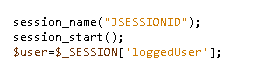 session_name("JSESSIONID");
session_start();
$user=$_SESSION['loggedUser'];